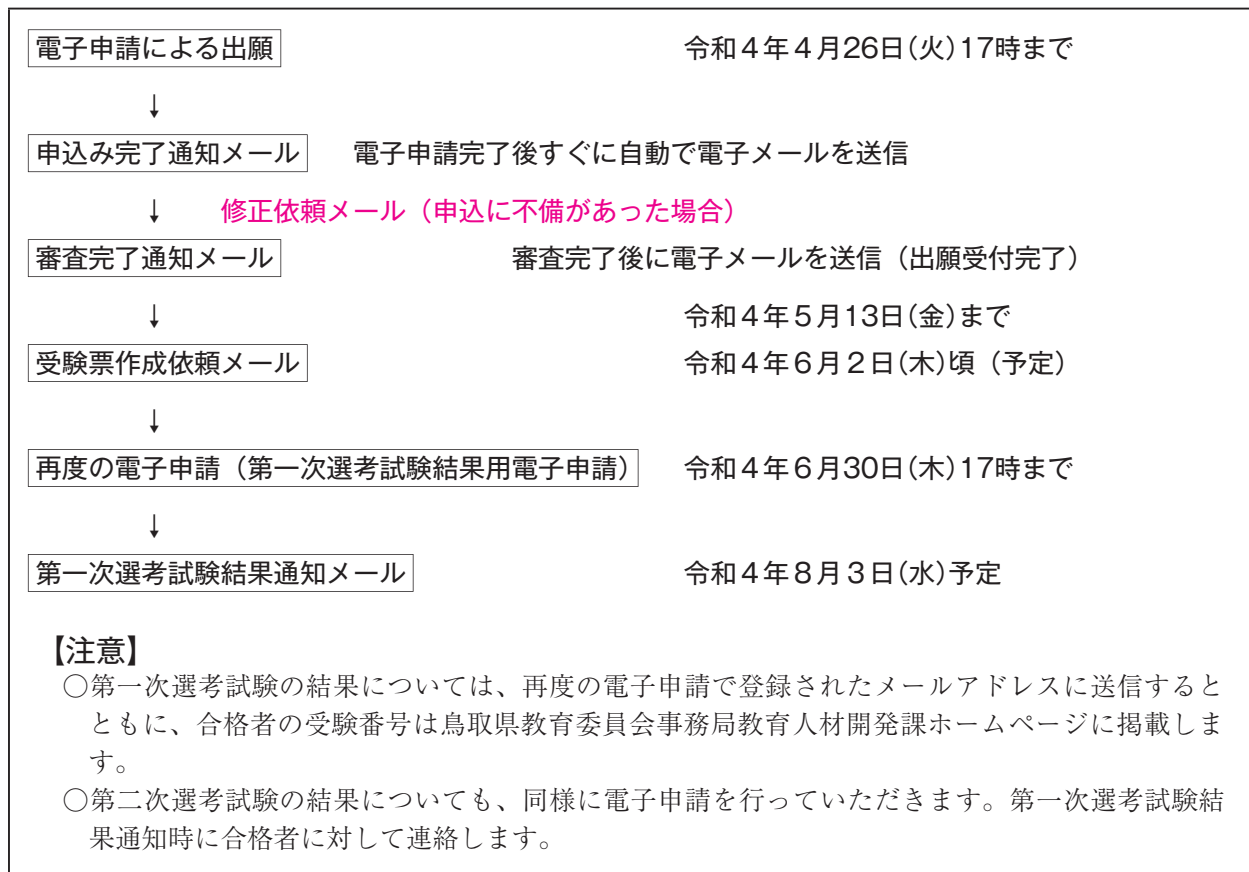 電子申請による出願 令和4年4月26日(火)17時まで
↓
申込み完了通知メール 電子申請完了後すぐに自動で電子メールを送信
↓ 修正依頼メール（申込に不備があった場合）
審査完了通知メール 審査完了後に電子メールを送信（出願受付完了）
↓ 令和4年5月13日(金)まで
受験票作成依頼メール 令和4年6月2日(木)頃（予定）
↓
再度の電子申請（第一次選考試験結果用電子申請） 令和4年6月30日(木)17時まで
↓
第一次選考試験結果通知メール 令和4年8月3日(水)予定
【注意】
○第一次選考試験の結果については、再度の電子申請で登録されたメールアドレスに送信すると
ともに、合格者の受験番号は鳥取県教育委員会事務局教育人材開発課ホームページに掲載しま
す。
○第二次選考試験の結果についても、同様に電子申請を行っていただきます。第一次選考試験結
果通知時に合格者に対して連絡します。